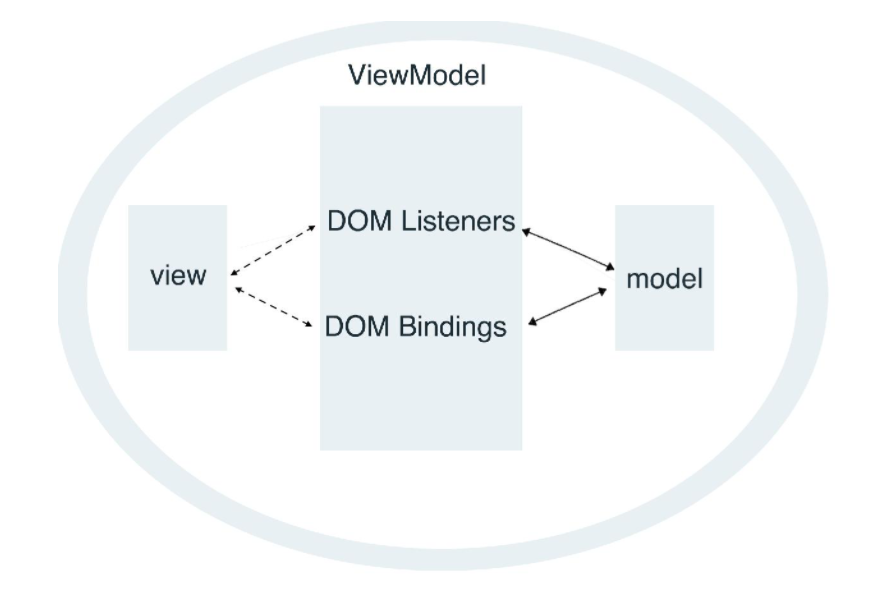 ViewModel
DOM Listeners
view
model
DOM Bindings